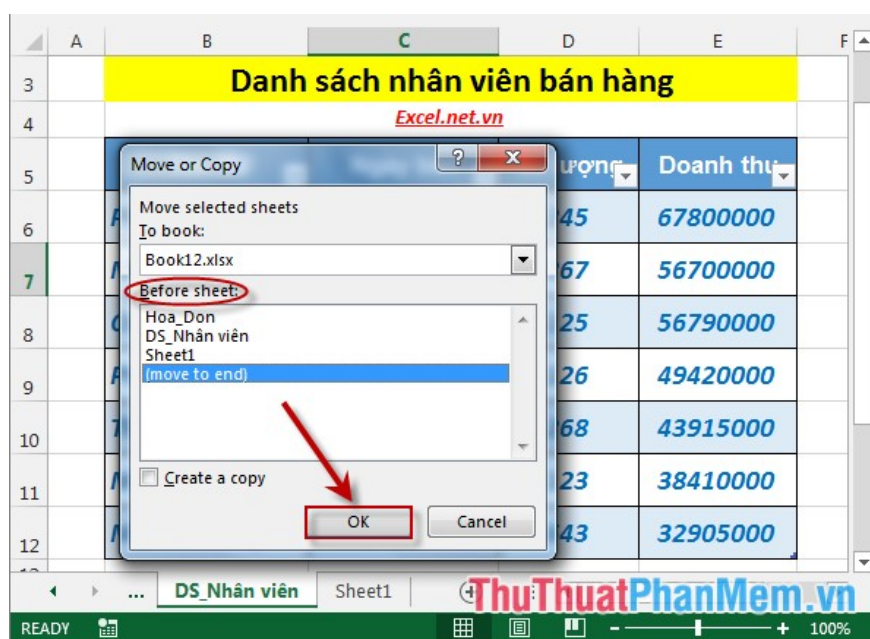 A B C D E F
3 Danh sách nhân viên bán hàng
4 Excel.net.vn
5 Doanh thu
6 45 67800000
7 67 56700000
8 25 56790000
9 26 49420000
10 68 43915000
11 23 38410000
12 43 32905000
Move or Copy
Move selected sheets
To book:
Book12.xlsx
Before sheet:
Hoa_Don
DS_Nhân viên
Sheet1
(move to end)
Create a copy
OK Cancel
... DS_Nhân viên Sheet1
ThuThuatPhanMem.vn
READY 100%